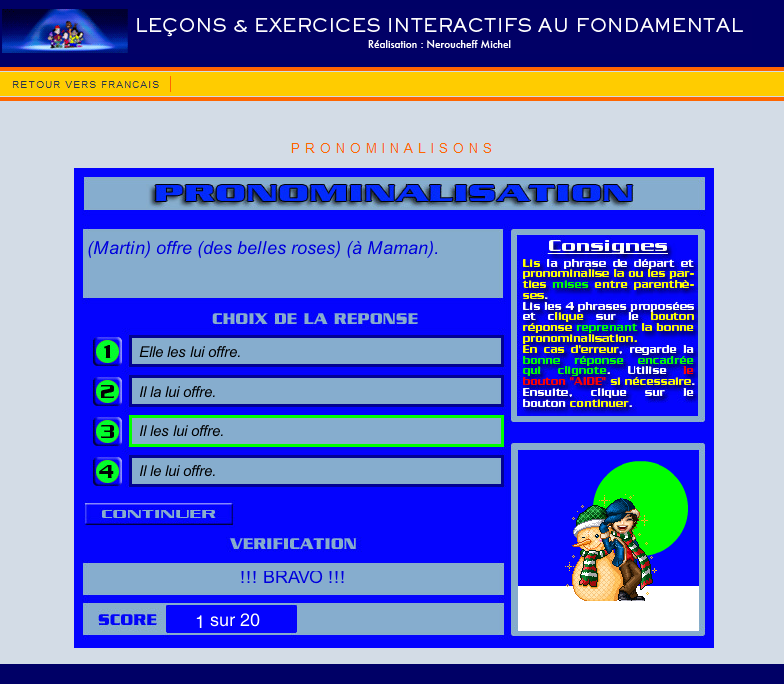 LEÇONS & EXERCICES INTERACTIFS AU FONDAMENTAL
Réalisation : Neroucheff Michel
RETOUR VERS FRANCAIS
PRONOMINALISONS
PRONOMINALISATION
(Martin) offre (des belles roses) (à Maman).
CHOIX DE LA REPONSE
1 Elle les lui offre.
2 Il la lui offre.
3 Il les lui offre.
4 Il le lui offre.
CONTINUER
VERIFICATION
!!! BRAVO !!!
SCORE 1 sur 20
Consignes
Lis la phrase de départ et
pronominalise la ou les par-
ties mises entre parenthè-
ses.
Lis les 4 phrases proposées
et clique sur le bouton
réponse reprenant la bonne
pronominalisation.
En cas d'erreur, regarde la
bonne réponse encadrée
qui clignote. Utilise le
bouton "AIDE" si nécessaire.
Ensuite, clique sur le
bouton continuer.